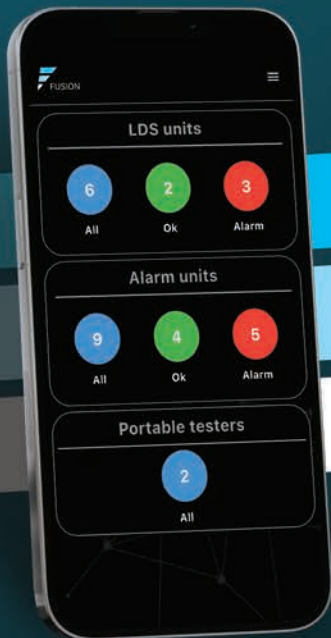 FUSION
LDS units
6 2 3
All Ok Alarm
Alarm units
9 4 5
All Ok Alarm
Portable testers
2
All